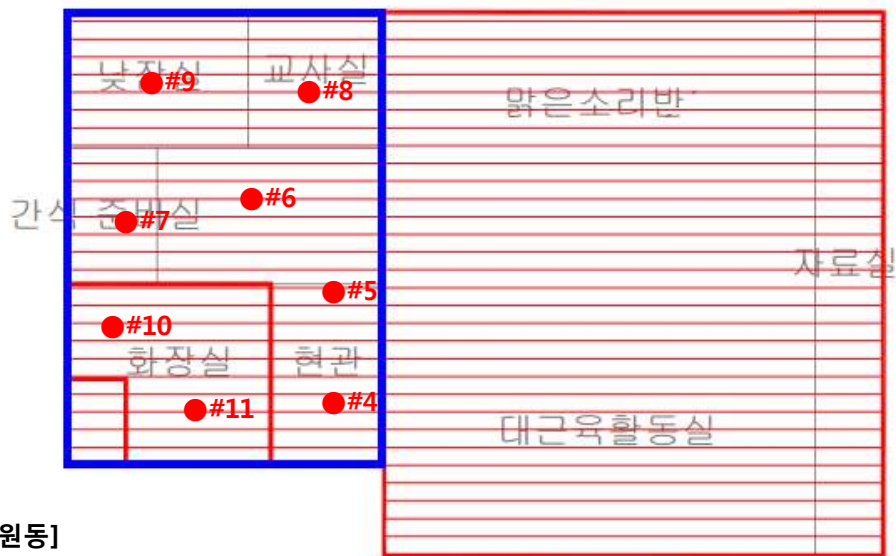 낮잠실 #9
교사실 #8
맑은소리반
#6
간식 준비실 #7
자료실
#5
#10
화장실
현관
#11
#4
대근육활동실
원동]